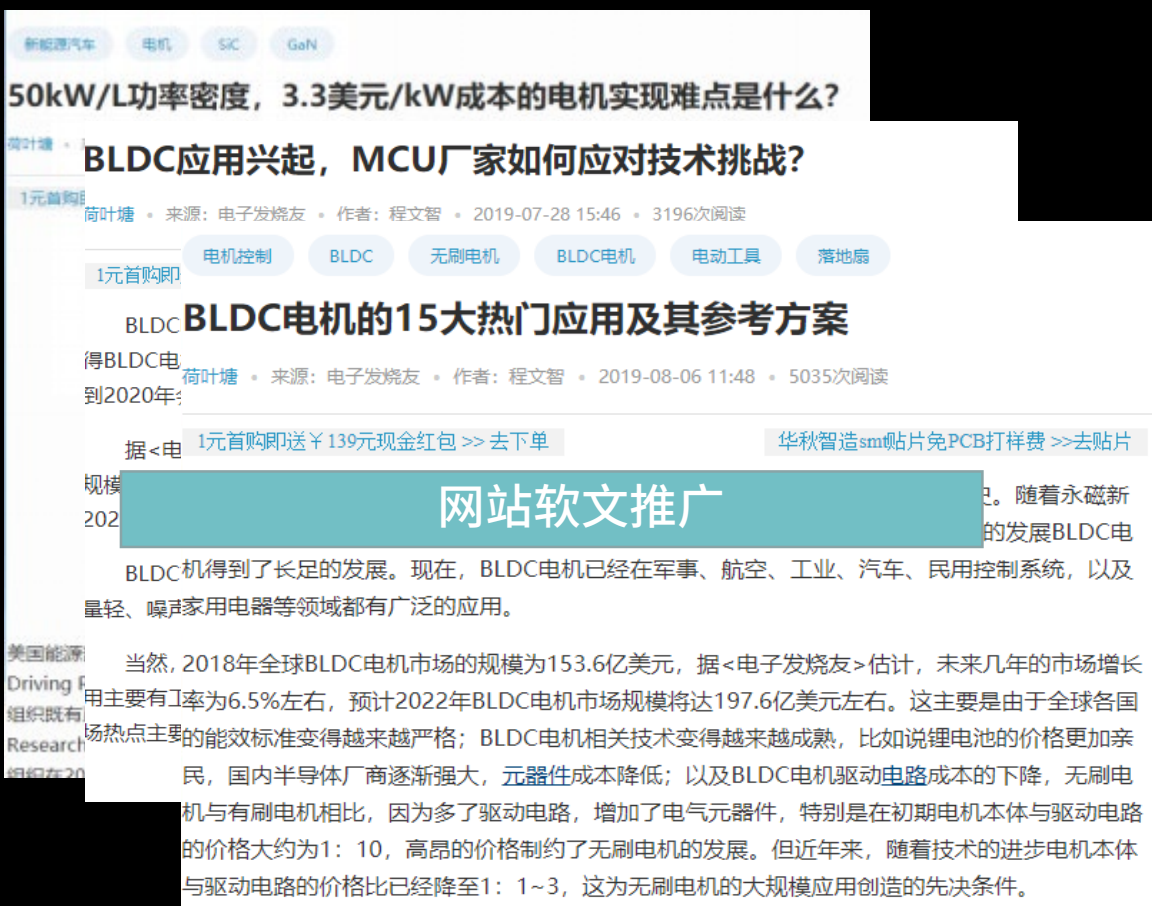 新能源汽车 电机 SiC GaN
50kW/L功率密度，3.3美元/kW成本的电机实现难点是什么？
荷叶塘
1元首购即
美国能源
Driving
组织既有
Research
组织在20
BLDC应用兴起，MCU厂家如何应对技术挑战？
荷叶塘 • 来源：电子发烧友 • 作者：程文智 • 2019-07-28 15:46 • 3196次阅读
1元首购即
BLDC
得BLDC电
到2020年
据<电
规模
202
BLDC
量轻、噪声
当然，
用主要有工
场热点主要
电机控制 BLDC 无刷电机 BLDC电机 电动工具 落地扇
BLDC电机的15大热门应用及其参考方案
荷叶塘 • 来源：电子发烧友 • 作者：程文智 • 2019-08-06 11:48 • 5035次阅读
1元首购即送￥139元现金红包 >> 去下单 华秋智造smt贴片免PCB打样费 >>去贴片
网站软文推广
。随着永磁新
的发展BLDC电
机得到了长足的发展。现在，BLDC电机已经在军事、航空、工业、汽车、民用控制系统，以及
家用电器等领域都有广泛的应用。
2018年全球BLDC电机市场的规模为153.6亿美元，据<电子发烧友>估计，未来几年的市场增长
率为6.5%左右，预计2022年BLDC电机市场规模将达197.6亿美元左右。这主要是由于全球各国
的能效标准变得越来越严格；BLDC电机相关技术变得越来越成熟，比如说锂电池的价格更加亲
民，国内半导体厂商逐渐强大，元器件成本降低；以及BLDC电机驱动电路成本的下降，无刷电
机与有刷电机相比，因为多了驱动电路，增加了电气元器件，特别是在初期电机本体与驱动电路
的价格大约为1：10，高昂的价格制约了无刷电机的发展。但近年来，随着技术的进步电机本体
与驱动电路的价格比已经降至1：1~3，这为无刷电机的大规模应用创造的先决条件。